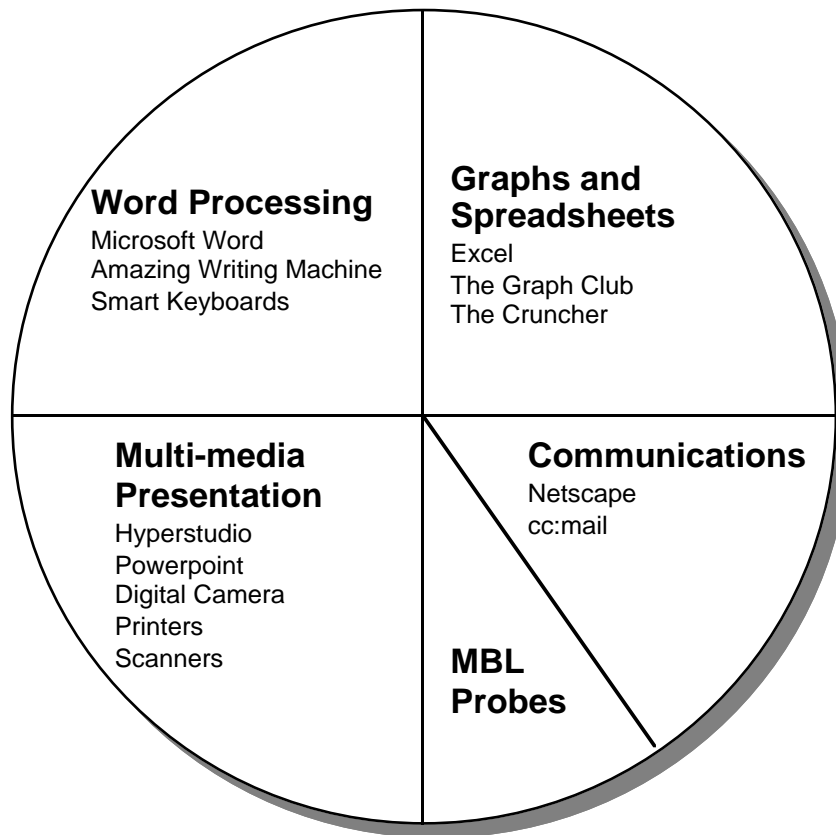 Word Processing
Microsoft Word
Amazing Writing Machine
Smart Keyboards
Graphs and
Spreadsheets
Excel
The Graph Club
The Cruncher
Multi-media
Presentation
Hyperstudio
Powerpoint
Digital Camera
Printers
Scanners
Communications
Netscape
cc:mail
MBL
Probes